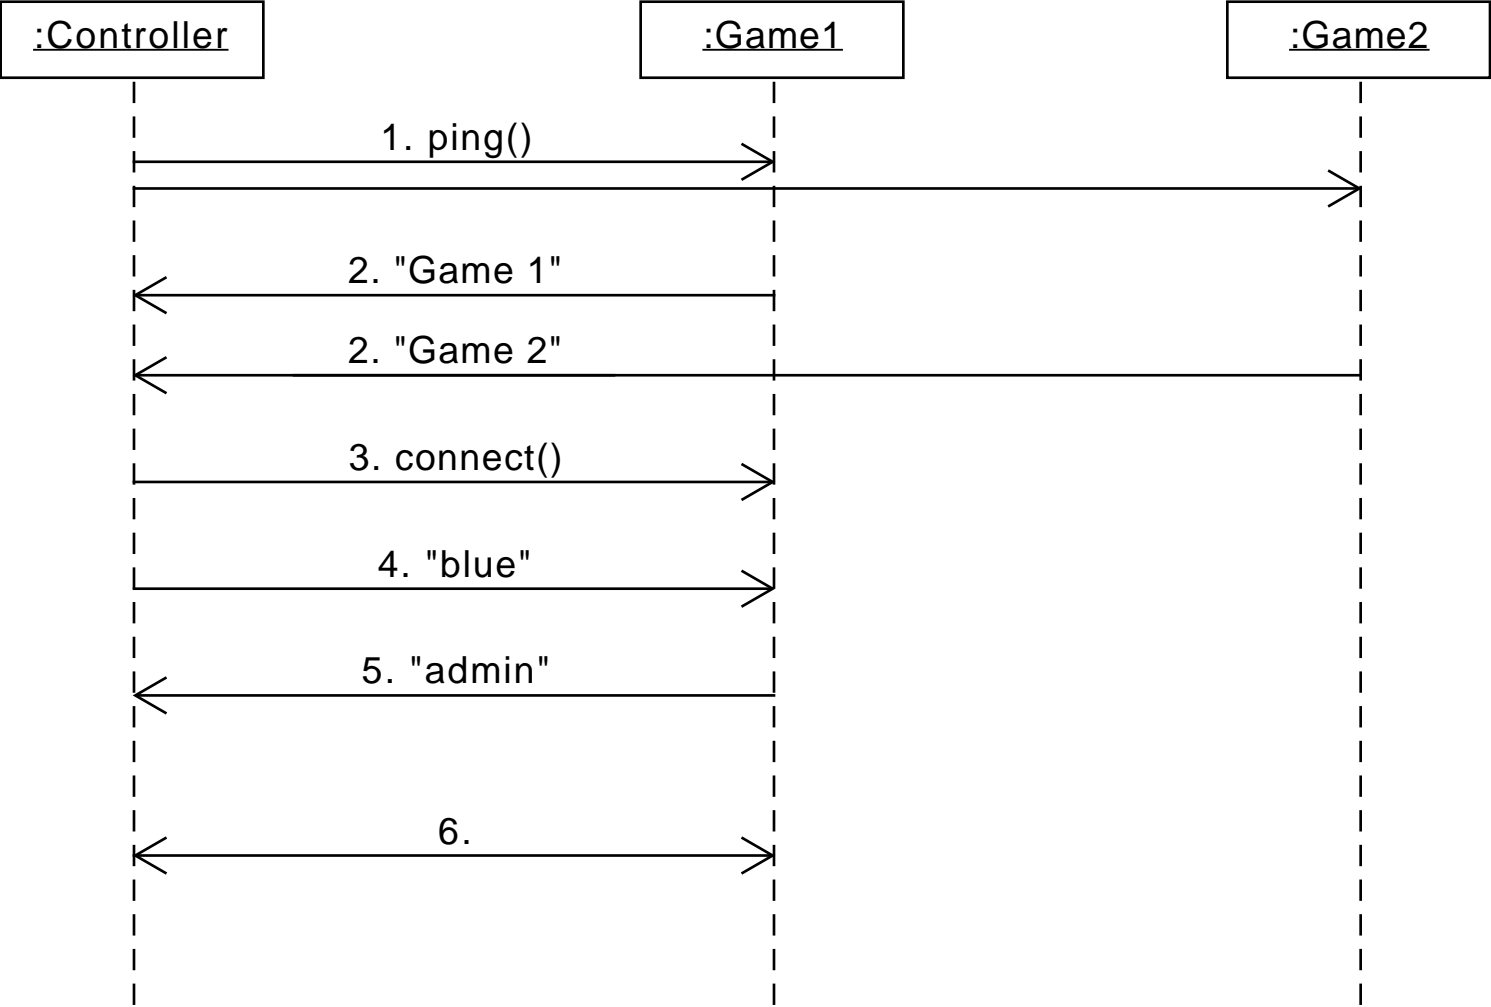 :Controller
:Game1
:Game2
1. ping()
2. "Game 1"
2. "Game 2"
3. connect()
4. "blue"
5. "admin"
6.